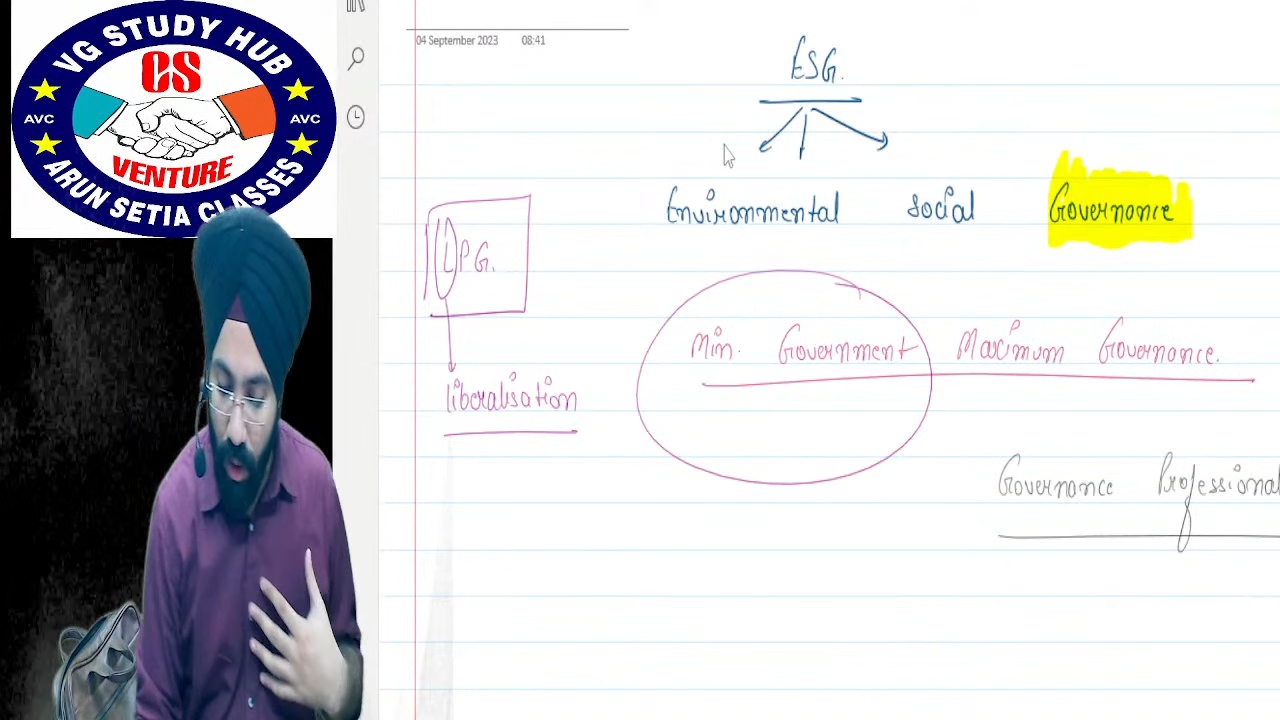 VG STUDY HUB
CS
AVC
AVC
VENTURE
ARUN SETIA CLASSES
04 September 2023 08:41
ESG.
Environmental Social Governance
LPG.
liberalisation
Min. Government Maximum Governance.
Governance Professional